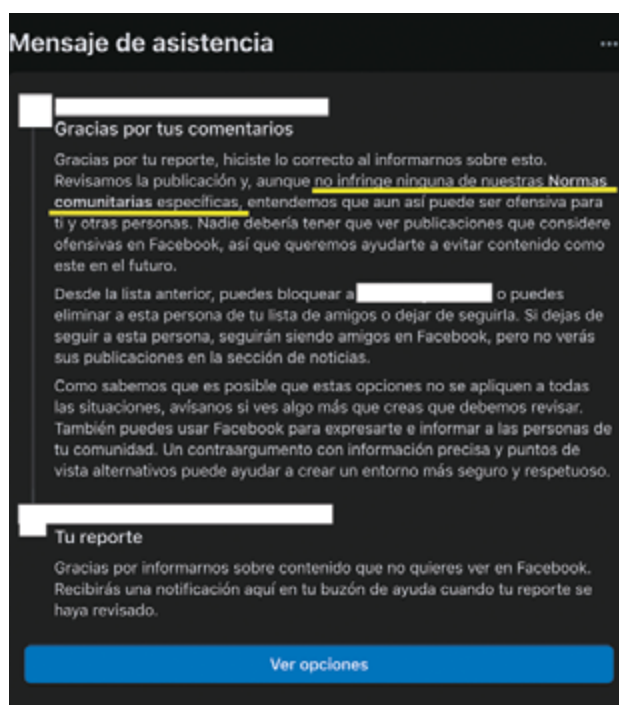 Mensaje de asistencia
Gracias por tus comentarios
Gracias por tu reporte, hiciste lo correcto al informarnos sobre esto.
Revisamos la publicación y, aunque no infringe ninguna de nuestras Normas
comunitarias específicas, entendemos que aun así puede ser ofensiva para
ti y otras personas. Nadie debería tener que ver publicaciones que considere
ofensivas en Facebook, así que queremos ayudarte a evitar contenido como
este en el futuro.
Desde la lista anterior, puedes bloquear a o puedes
eliminar a esta persona de tu lista de amigos o dejar de seguirla. Si dejas de
seguir a esta persona, seguirán siendo amigos en Facebook, pero no verás
sus publicaciones en la sección de noticias.
Como sabemos que es posible que estas opciones no se apliquen a todas
las situaciones, avísanos si ves algo más que creas que debemos revisar.
También puedes usar Facebook para expresarte e informar a las personas de
tu comunidad. Un contraargumento con información precisa y puntos de
vista alternativos puede ayudar a crear un entorno más seguro y respetuoso.
Tu reporte
Gracias por informarnos sobre contenido que no quieres ver en Facebook.
Recibirás una notificación aquí en tu buzón de ayuda cuando tu reporte se
haya revisado.
Ver opciones